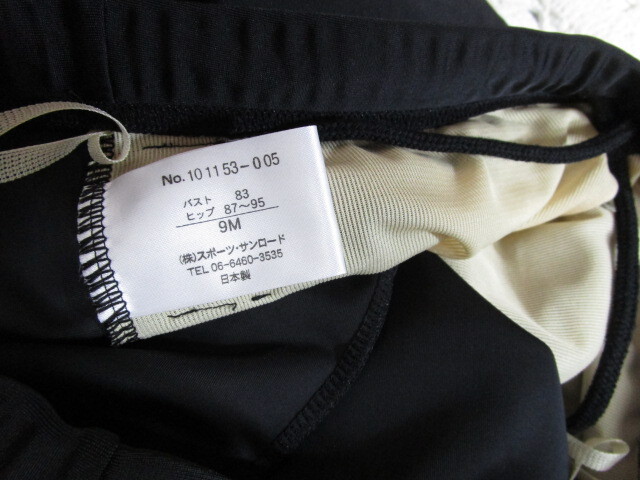 No.101153-005
バスト 83
ヒップ 87~95
9M
(株)スポーツ・サンロード
TEL 06-6460-3535
日本製